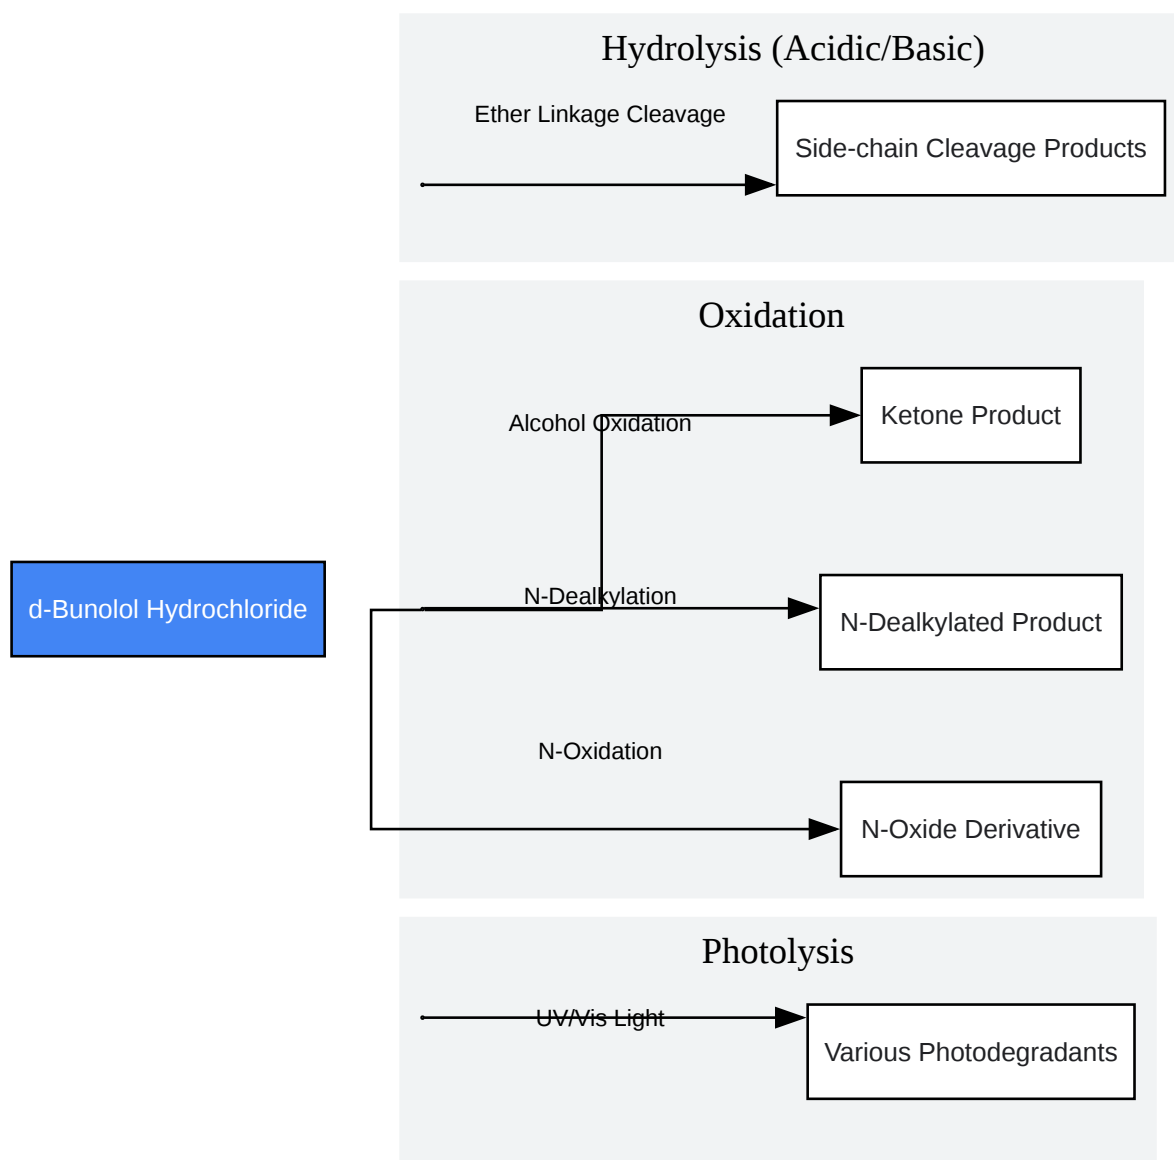 Hydrolysis (Acidic/Basic)
Ether Linkage Cleavage
Side-chain Cleavage Products
Oxidation
Alcohol Oxidation
Ketone Product
d-Bunolol Hydrochloride
N-Dealkylation
N-Dealkylated Product
N-Oxidation
N-Oxide Derivative
Photolysis
UV/Vis Light
Various Photodegradants